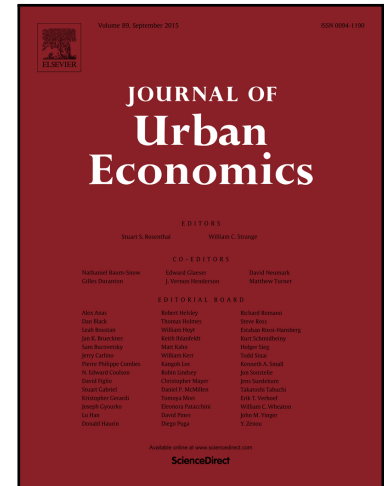 Volume 89, September 2015 ISSN 0094-1190
ELSEVIER
JOURNAL OF
Urban
Economics
EDITORS
Stuart S. Rosenthal William C. Strange
CO-EDITORS
Nathaniel Baum-Snow Edward Glaeser David Neumark
Gilles Duranton J. Vernon Henderson Matthew Turner
EDITORIAL BOARD
Alex Anas Robert Helsley Richard Romano
Dan Black Thomas Holmes Steve Ross
Leah Boustan William Hoyt Esteban Rossi-Hansberg
Jan K. Brueckner Keith Ihlanfeldt Kurt Schmidheiny
Sam Bucovetsky Matt Kahn Holger Sieg
Jerry Carlino William Kerr Todd Sinai
Pierre Philippe Combes Kangoh Lee Kenneth A. Small
N. Edward Coulson Robin Lindsey Jon Sonstelie
David Figlio Christopher Mayer Jens Suedekum
Stuart Gabriel Daniel P. McMillen Takatoshi Tabuchi
Kristopher Gerardi Tomoya Mori Erik T. Verhoef
Joseph Gyourko Eleonora Patacchini William C. Wheaton
Lu Han David Pines John M. Yinger
Donald Haurin Diego Puga Y. Zenou
Available online at www.sciencedirect.com
ScienceDirect